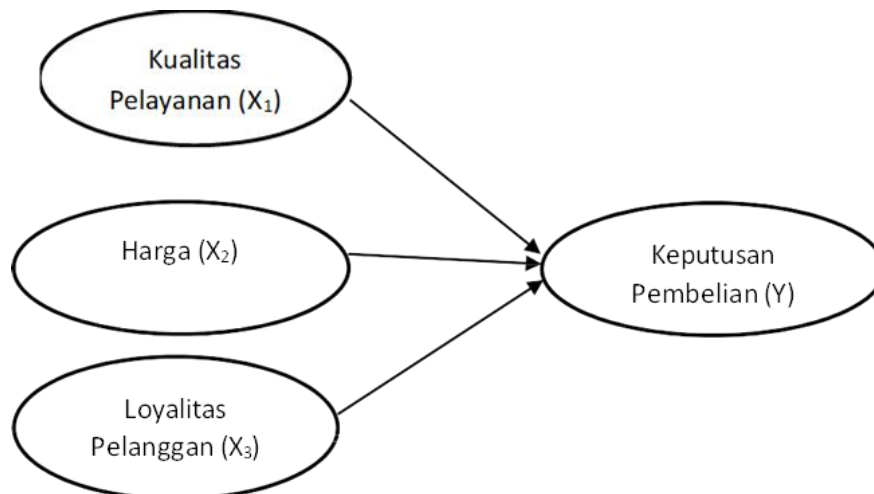 Kualitas
Pelayanan (X₁)
Harga (X₂)
Keputusan
Pembelian (Y)
Loyalitas
Pelanggan (X₃)